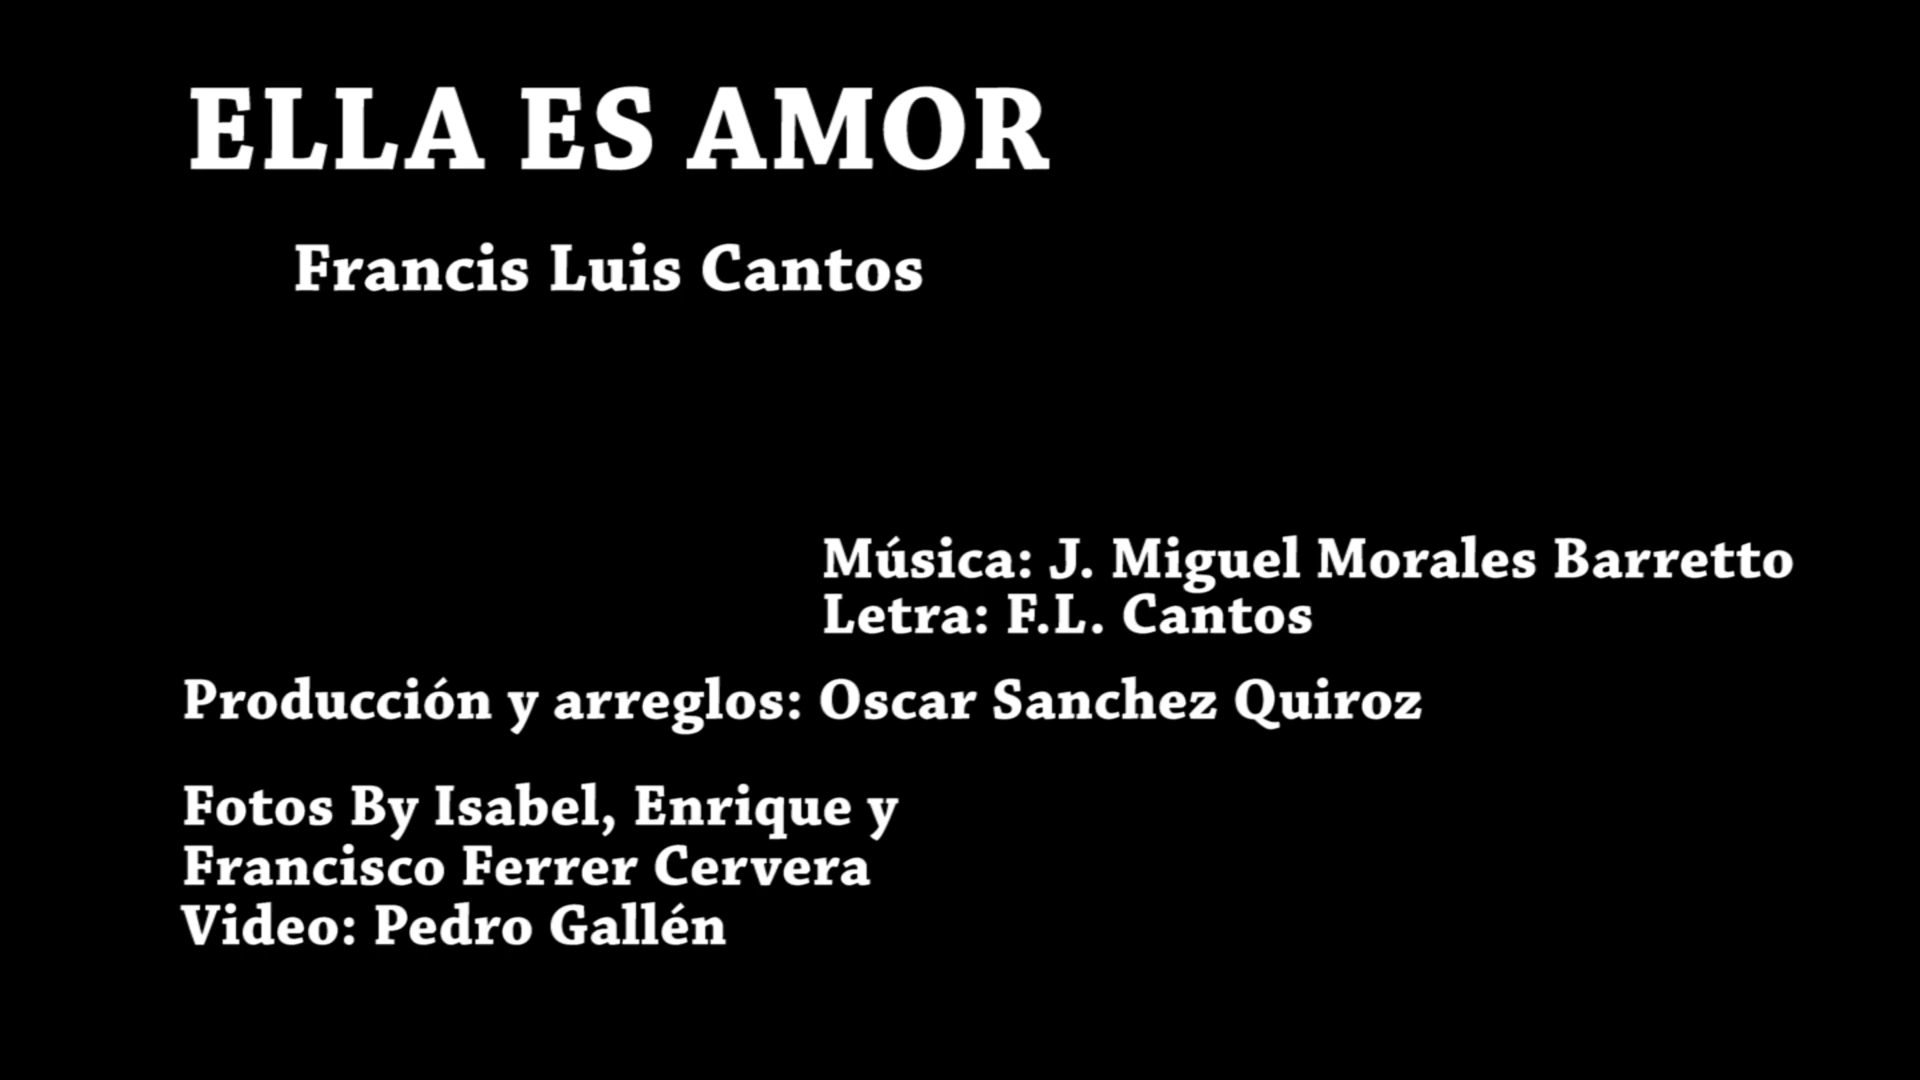 ELLA ES AMOR
Francis Luis Cantos
Música: J. Miguel Morales Barretto
Letra: F.L. Cantos
Producción y arreglos: Oscar Sanchez Quiroz
Fotos By Isabel, Enrique y
Francisco Ferrer Cervera
Video: Pedro Gallén